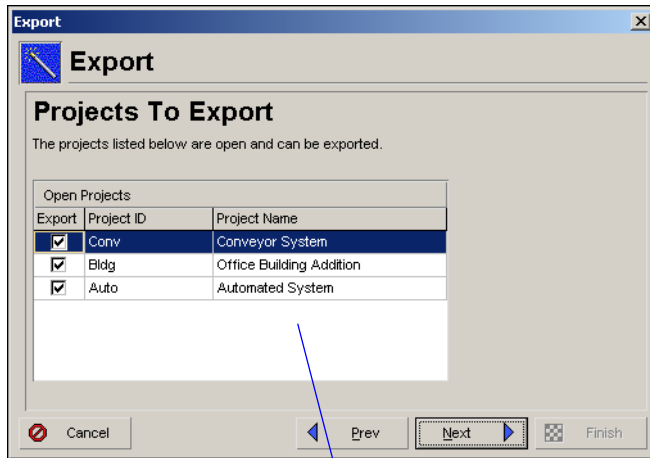 Export
Export
Projects To Export
The projects listed below are open and can be exported.
Open Projects
Export Project ID Project Name
Conv Conveyor System
Bldg Office Building Addition
Auto Automated System
Cancel Prev Next Finish